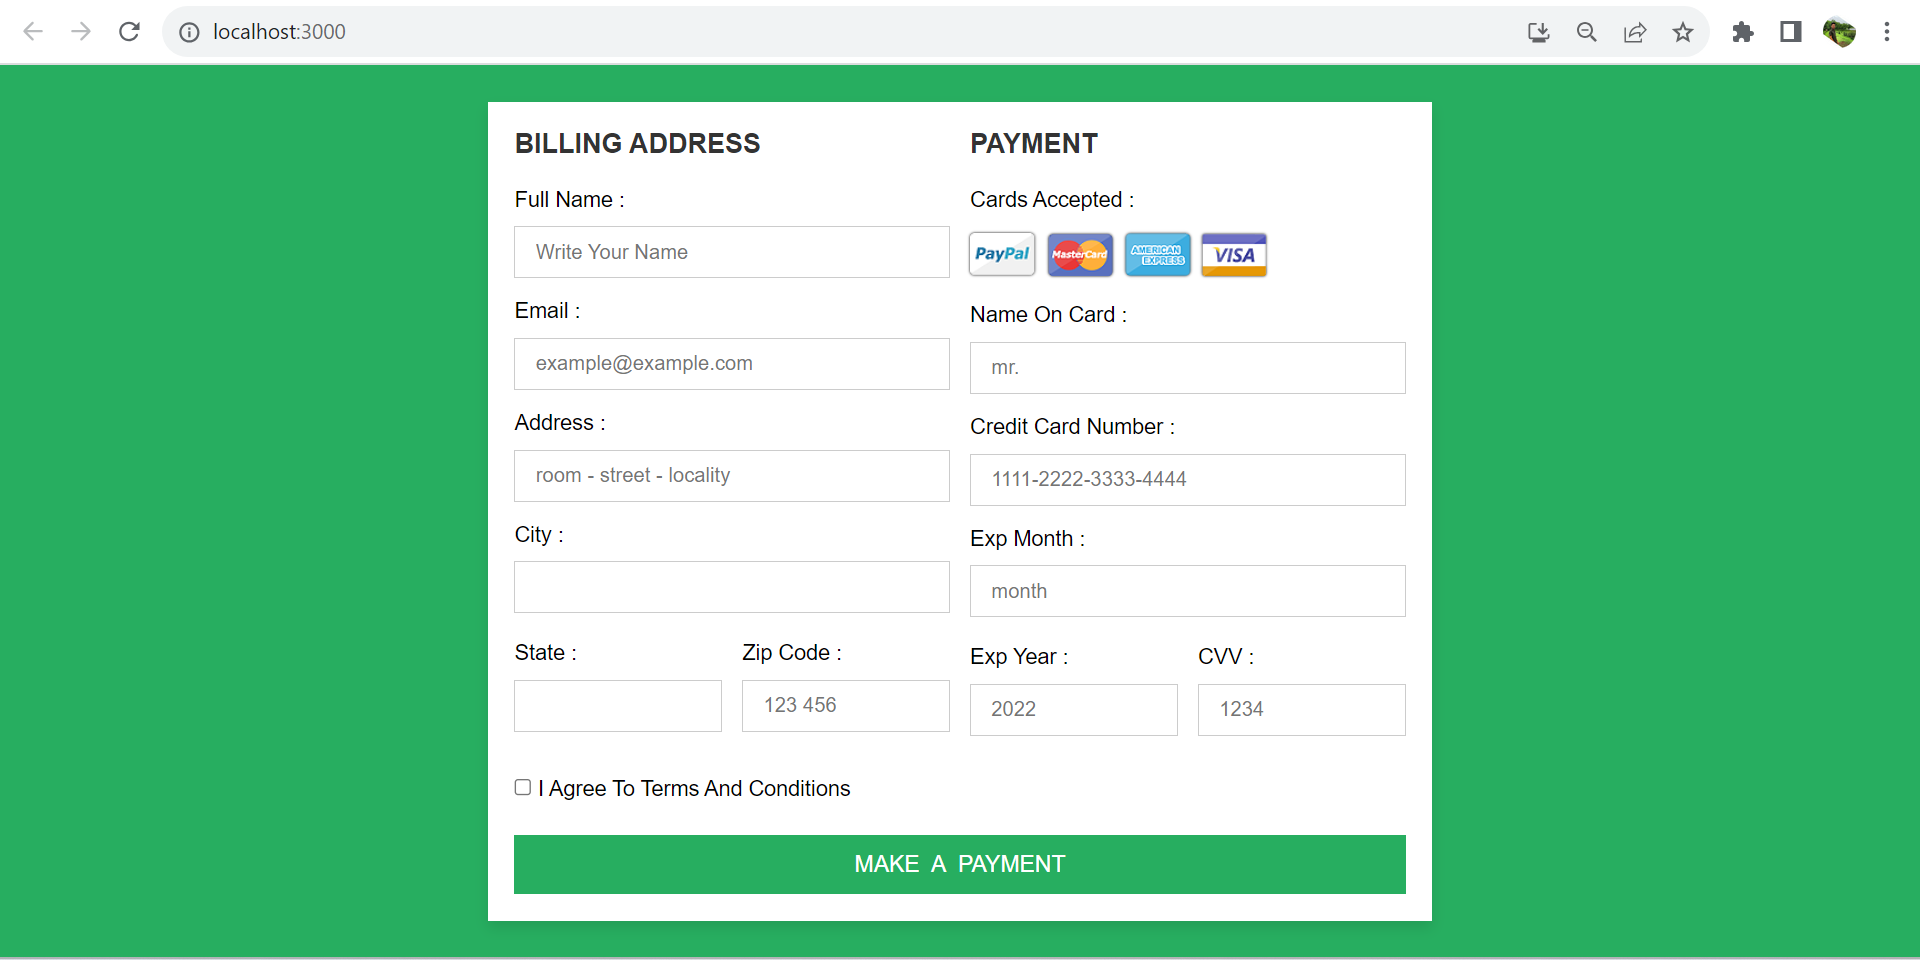 localhost:3000
BILLING ADDRESS
Full Name :
Write Your Name
Email :
example@example.com
Address :
room - street - locality
City :
State :
Zip Code :
123 456
PAYMENT
Cards Accepted :
PayPal
MasterCard
AMERICAN
EXPRESS
VISA
Name On Card :
mr.
Credit Card Number :
1111-2222-3333-4444
Exp Month :
month
Exp Year :
2022
CVV :
1234
I Agree To Terms And Conditions
MAKE A PAYMENT